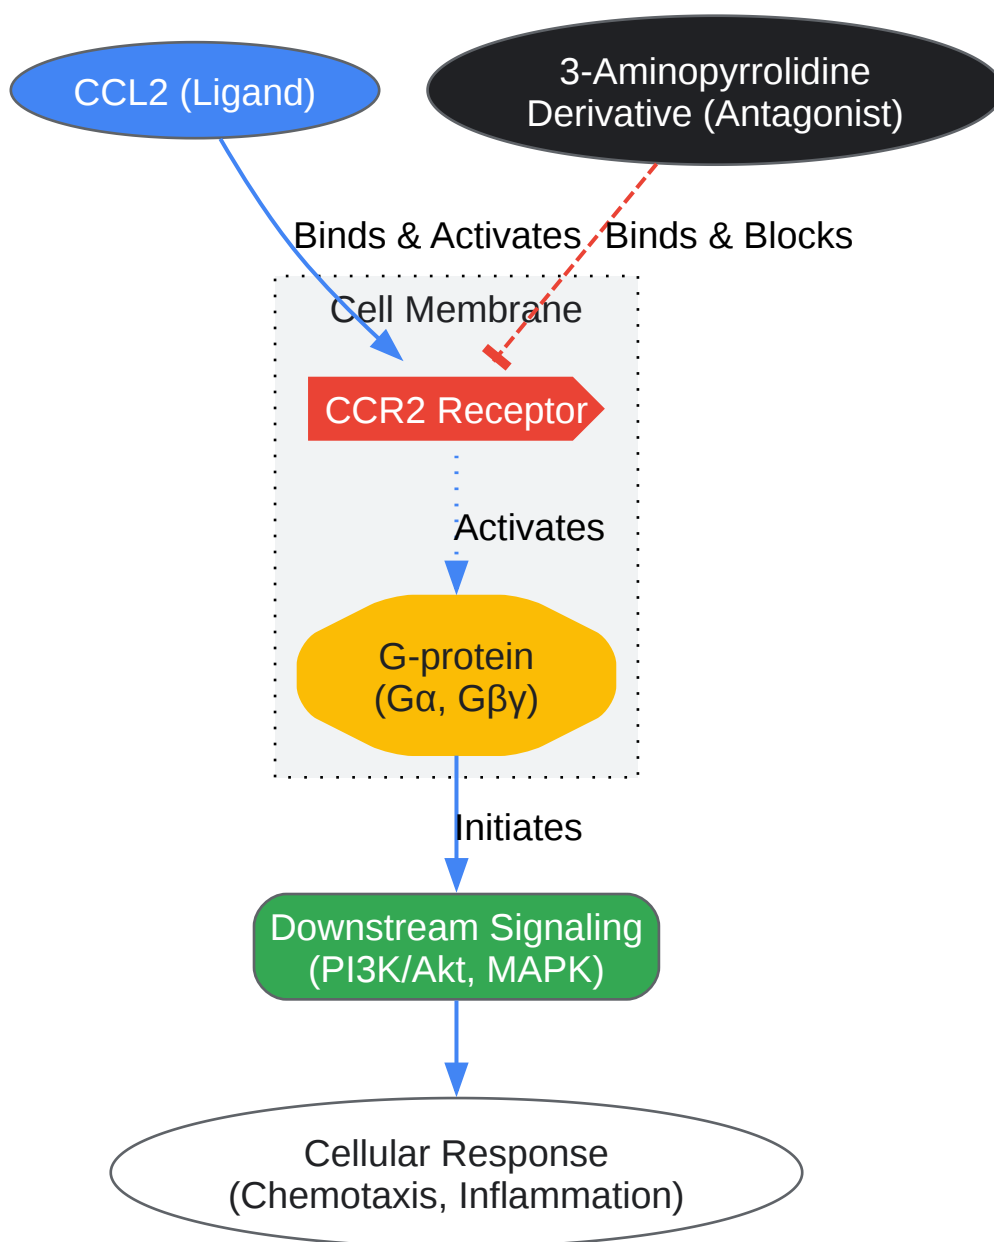 CCL2 (Ligand)
3-Aminopyrrolidine
Derivative (Antagonist)
Binds & Activates
Binds & Blocks
Cell Membrane
CCR2 Receptor
Activates
G-protein
(Gα, Gβγ)
Initiates
Downstream Signaling
(PI3K/Akt, MAPK)
Cellular Response
(Chemotaxis, Inflammation)